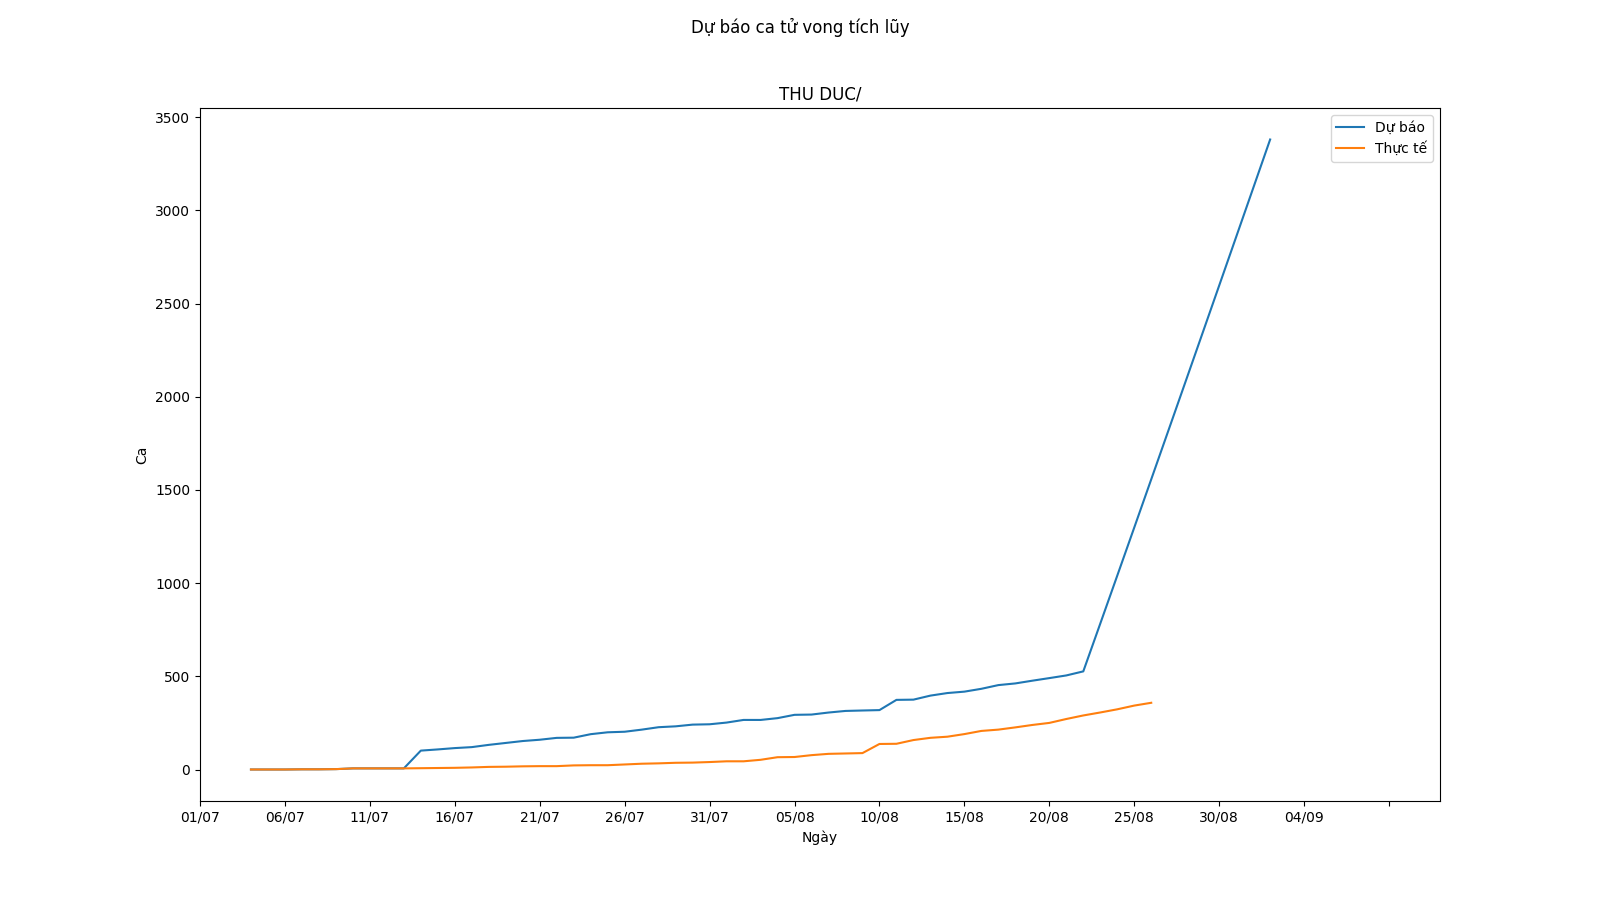 Dự báo ca tử vong tích lũy
THU DUC/
3500
3000
2500
2000
1500
1000
500
0
Ca
Dự báo
Thực tế
01/07 06/07 11/07 16/07 21/07 26/07 31/07 05/08 10/08 15/08 20/08 25/08 30/08 04/09
Ngày